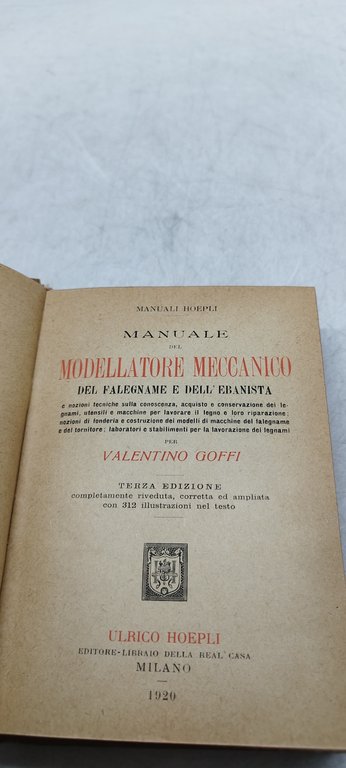 MANUALI HOEPLI
MANUALE
DEL
MODELLATORE MECCANICO
DEL FALEGNAME E DELL'EBANISTA
e nozioni tecniche sulla conoscenza, acquisto e conservazione dei le-
gnami, utensili e macchine per lavorare il legno e loro riparazione;
nozioni di fonderia e costruzione dei modelli di macchine del falegname
e del tornitore; laboratori e stabilimenti per la lavorazione dei legnami
PER
VALENTINO GOFFI
TERZA EDIZIONE
completamente riveduta, corretta ed ampliata
con 312 illustrazioni nel testo
ULRICO HOEPLI
EDITORE-LIBRAIO DELLA REAL CASA
MILANO
1920